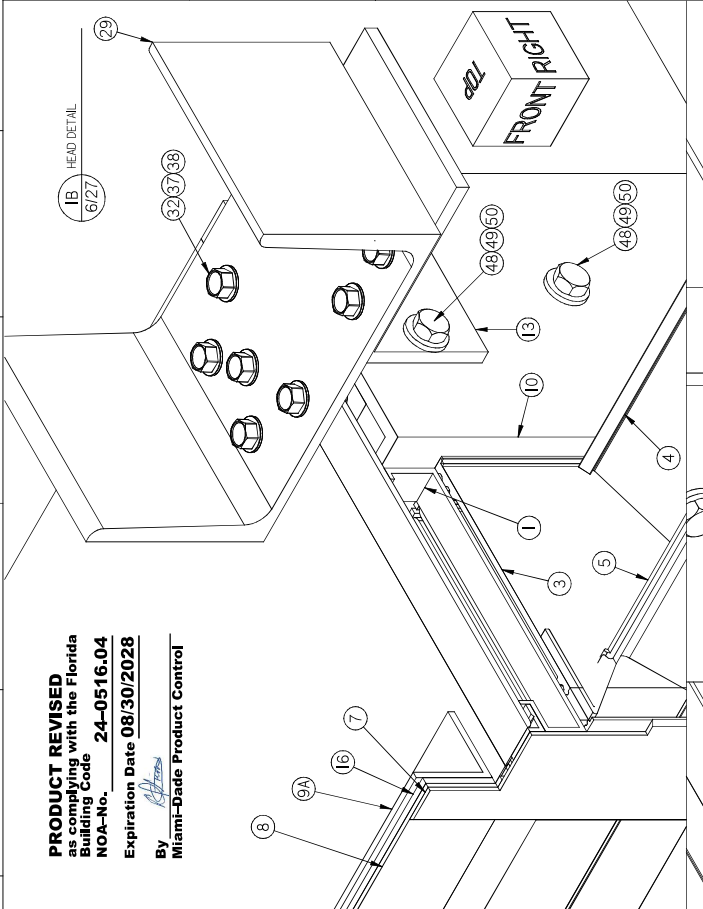 29
IB HEAD DETAIL
6/27
32 37 38
TOP
FRONT
RIGHT
48 49 50
48 49 50
13
10
4
1
3
5
7
16
9A
8
PRODUCT REVISED
as complying with the Florida
Building Code
NOA–No. 24–0516.04
Expiration Date 08/30/2028
By
Miami–Dade Product Control